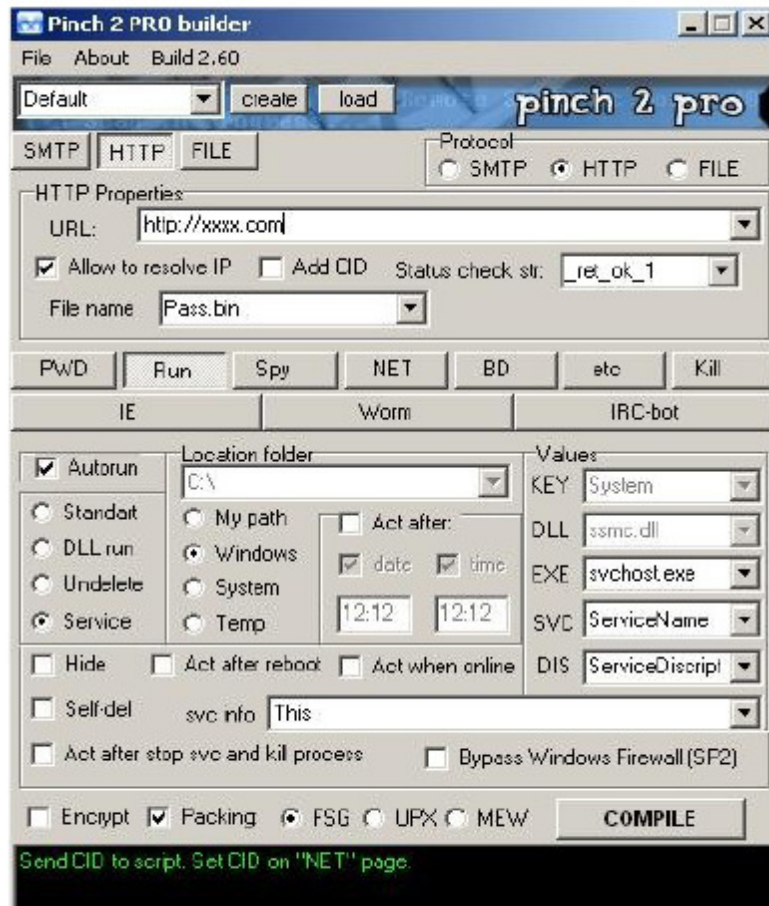 Pinch 2 PRO builder
File About Build 2.60
Default create load pinch 2 pro
SMTP HTTP FILE
Protocol
SMTP HTTP FILE
HTTP Properties
URL: http://xxxx.com
Allow to resolve IP Add CID Status check str: _ret_ok_1
File name Pass.bin
PWD Run Spy NET BD etc Kill
IE Worm IRC-bot
Autorun
Standart
DLL run
Undelete
Service
Location folder
C:\
My path
Windows
System
Temp
Act after:
date time
12:12 12:12
Values
KEY System
DLL ssmc.dll
EXE svchost.exe
SVC ServiceName
DIS ServiceDiscript
Hide Act after reboot Act when online
Self-del svc info This
Act after stop svc and kill process Bypass Windows Firewall (SP2)
Encrypt Packing FSG UPX MEW COMPILE
Send CID to script. Set CID on "NET" page.